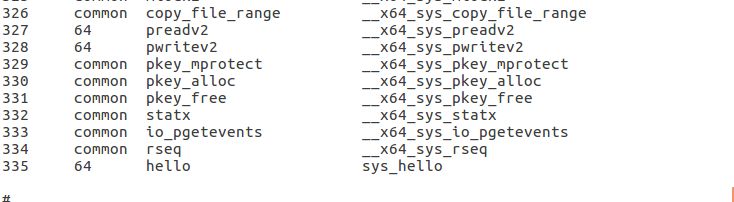 326 common copy_file_range __x64_sys_copy_file_range
327 64 preadv2 __x64_sys_preadv2
328 64 pwritev2 __x64_sys_pwritev2
329 common pkey_mprotect __x64_sys_pkey_mprotect
330 common pkey_alloc __x64_sys_pkey_alloc
331 common pkey_free __x64_sys_pkey_free
332 common statx __x64_sys_statx
333 common io_pgetevents __x64_sys_io_pgetevents
334 common rseq __x64_sys_rseq
335 64 hello sys_hello
#